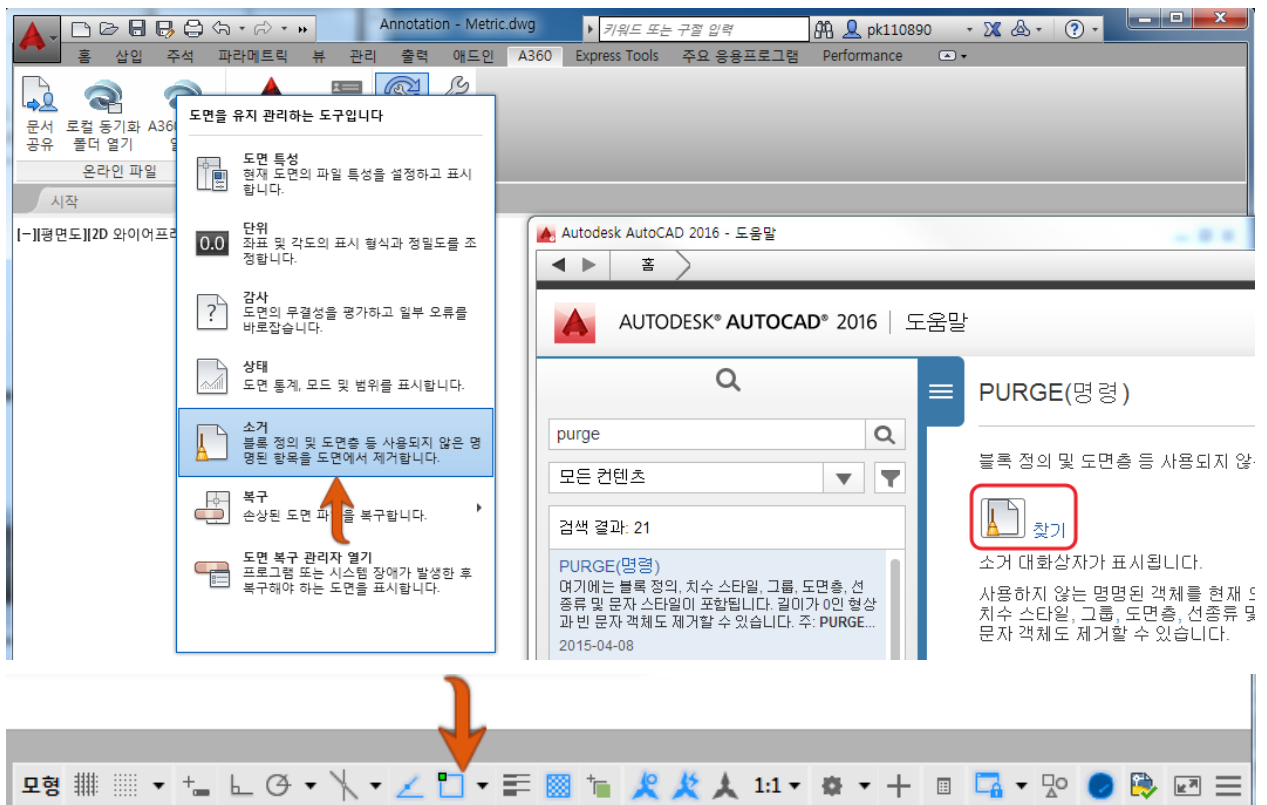 Annotation - Metric.dwg
키워드 또는 구절 입력
pk110890
홈 삽입 주석 파라메트릭 뷰 관리 출력 애드인 A360 Express Tools 주요 응용프로그램 Performance
문서 공유
로컬 동기화 폴더 열기
온라인 파일
시작
[-][평면도][2D
도면을 유지 관리하는 도구입니다
도면 특성
현재 도면의 파일 특성을 설정하고 표시
합니다.
0.0
단위
좌표 및 각도의 표시 형식과 정밀도를 조
정합니다.
감사
도면의 무결성을 평가하고 일부 오류를
바로잡습니다.
상태
도면 통계, 모드 및 범위를 표시합니다.
소거
블록 정의 및 도면층 등 사용되지 않은 명
명된 항목을 도면에서 제거합니다.
복구
손상된 도면 파일을 복구합니다.
도면 복구 관리자 열기
프로그램 또는 시스템 장애가 발생한 후
복구해야 하는 도면을 표시합니다.
Autodesk AutoCAD 2016 - 도움말
홈
AUTODESK® AUTOCAD® 2016 도움말
purge
모든 컨텐츠
검색 결과: 21
PURGE(명령)
여기에는 블록 정의, 치수 스타일, 그룹, 도면층, 선
종류 및 문자 스타일이 포함됩니다. 길이가 0인 형상
과 빈 문자 객체도 제거할 수 있습니다. 주: PURGE...
2015-04-08
PURGE(명령)
블록 정의 및 도면층 등 사용되지
찾기
소거 대화상자가 표시됩니다.
사용하지 않는 명명된 객체를 현재
치수 스타일, 그룹, 도면층, 선종류
문자 객체도 제거할 수 있습니다.
모형 1:1